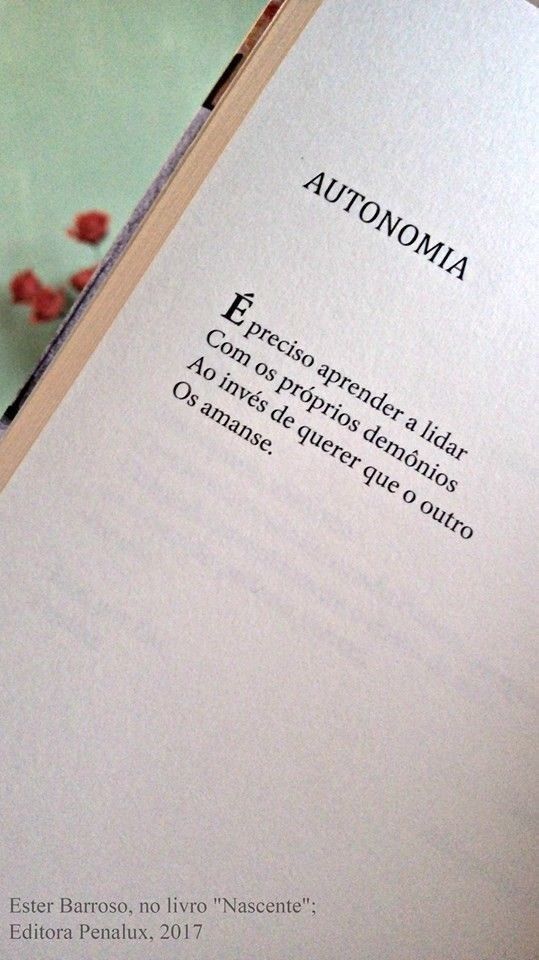 AUTONOMIA
É preciso aprender a lidar
Com os próprios demônios
Ao invés de querer que o outro
Os amanse.
Ester Barroso, no livro "Nascente";
Editora Penalux, 2017